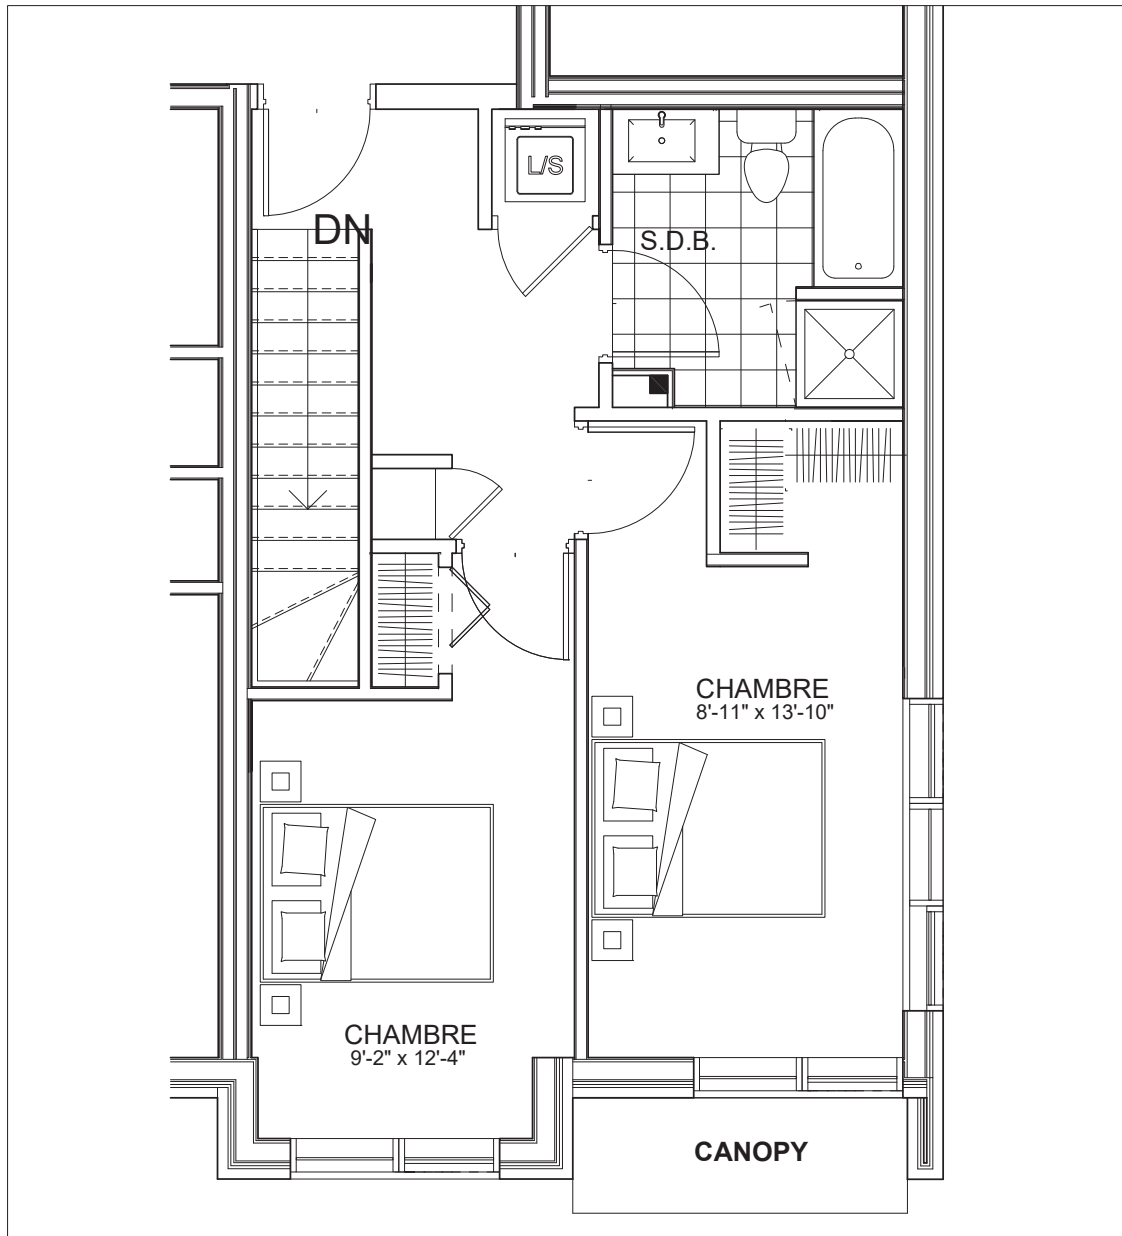 L/S
DN
S.D.B.
CHAMBRE
8'-11" x 13'-10"
CHAMBRE
9'-2" x 12'-4"
CANOPY